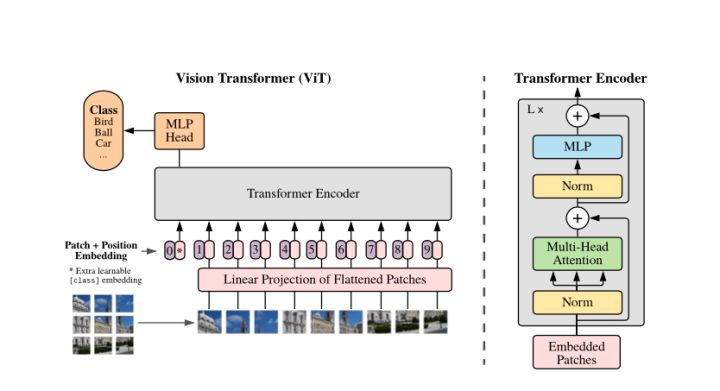 Vision Transformer (ViT)
Class
Bird
Ball
Car
...
MLP
Head
Transformer Encoder
Patch + Position
Embedding
* Extra learnable
[class] embedding
0 * 1 2 3 4 5 6 7 8 9
Linear Projection of Flattened Patches
Transformer Encoder
L x
+
MLP
Norm
+
Multi-Head
Attention
Norm
Embedded
Patches